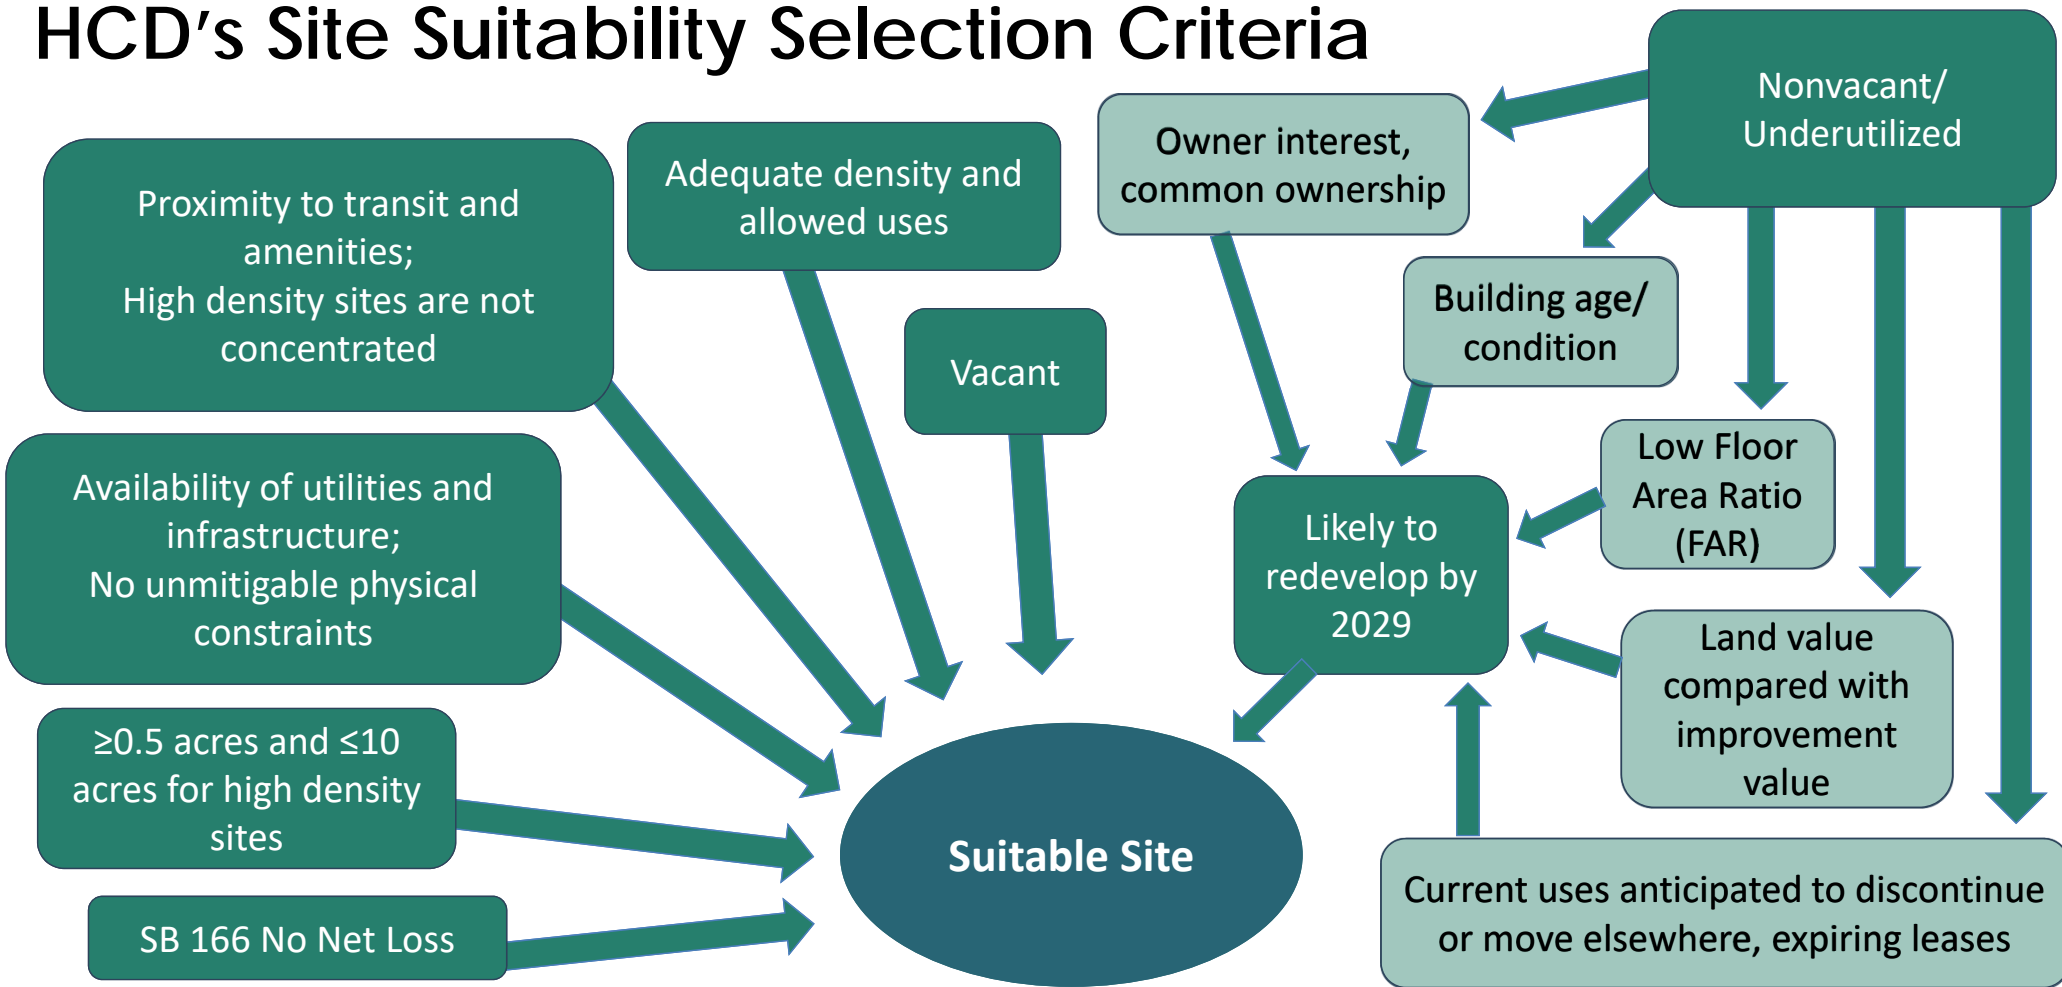 HCD's Site Suitability Selection Criteria
Nonvacant/
Underutilized
Owner interest,
common ownership
Adequate density and
allowed uses
Proximity to transit and
amenities;
High density sites are not
concentrated
Building age/
condition
Vacant
Low Floor
Area Ratio
(FAR)
Availability of utilities and
infrastructure;
No unmitigable physical
constraints
Likely to
redevelop by
2029
Land value
compared with
improvement
value
≥0.5 acres and ≤10
acres for high density
sites
Suitable Site
Current uses anticipated to discontinue
or move elsewhere, expiring leases
SB 166 No Net Loss